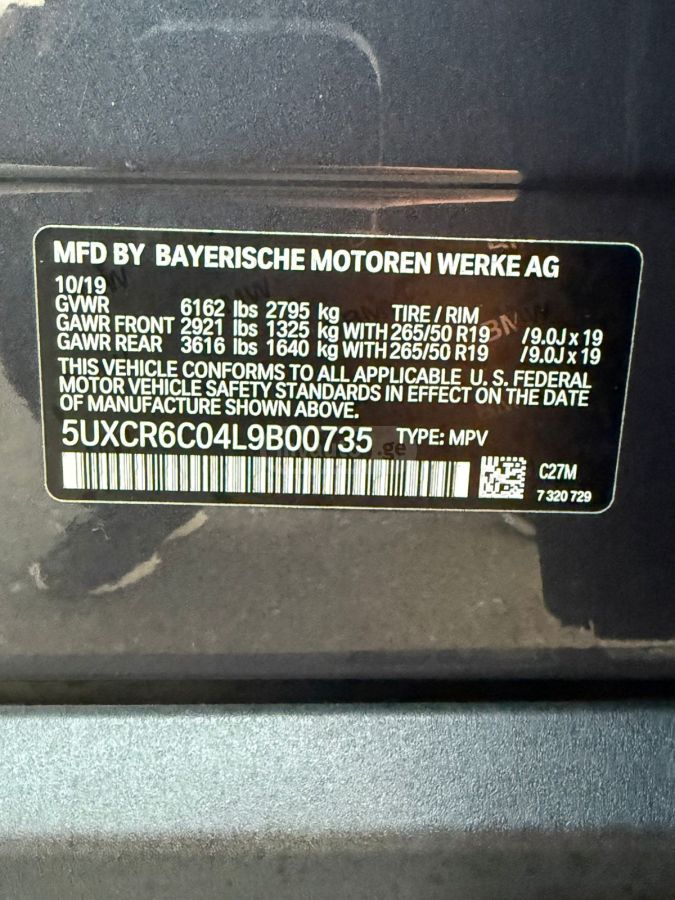 MFD BY BAYERISCHE MOTOREN WERKE AG
10/19
GVWR 6162 lbs 2795 kg TIRE / RIM
GAWR FRONT 2921 lbs 1325 kg WITH 265/50 R19 /9.0J x 19
GAWR REAR 3616 lbs 1640 kg WITH 265/50 R19 /9.0J x 19
THIS VEHICLE CONFORMS TO ALL APPLICABLE U. S. FEDERAL
MOTOR VEHICLE SAFETY STANDARDS IN EFFECT ON THE DATE
OF MANUFACTURE SHOWN ABOVE.
5UXCR6C04L9B00735 TYPE: MPV
C27M
7 320 729